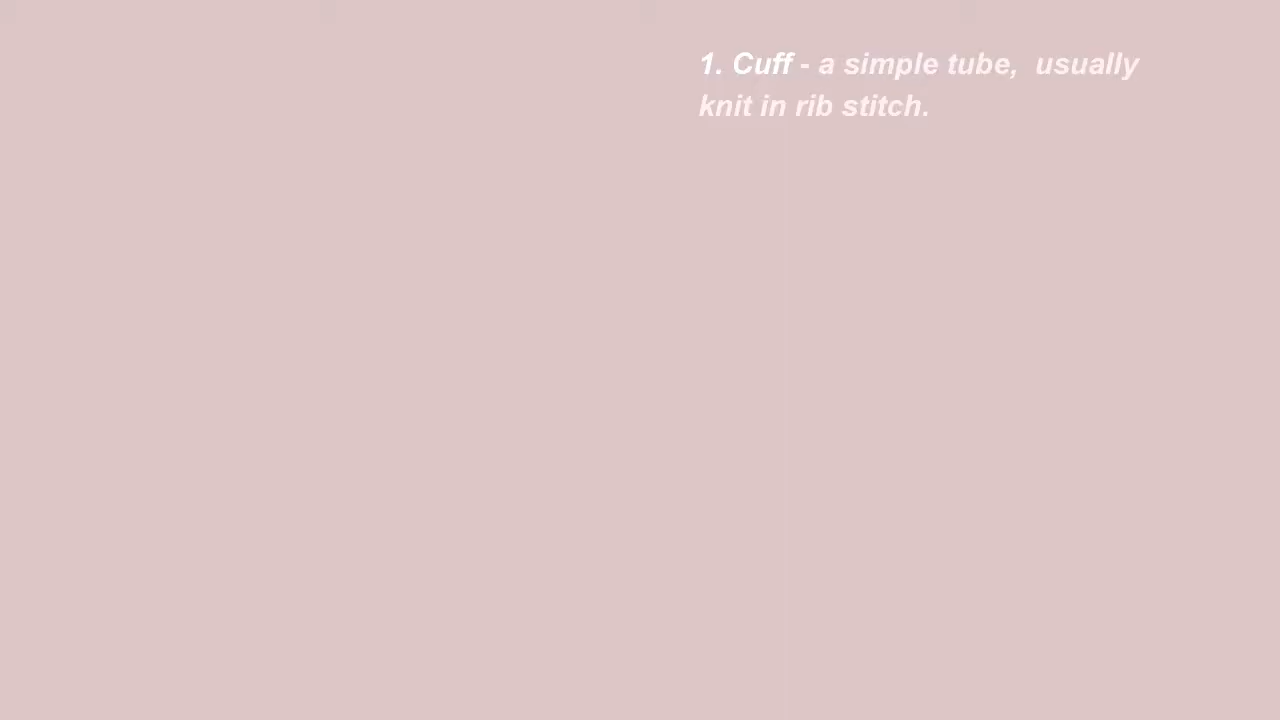 1. Cuff - a simple tube,  usually
knit in rib stitch.